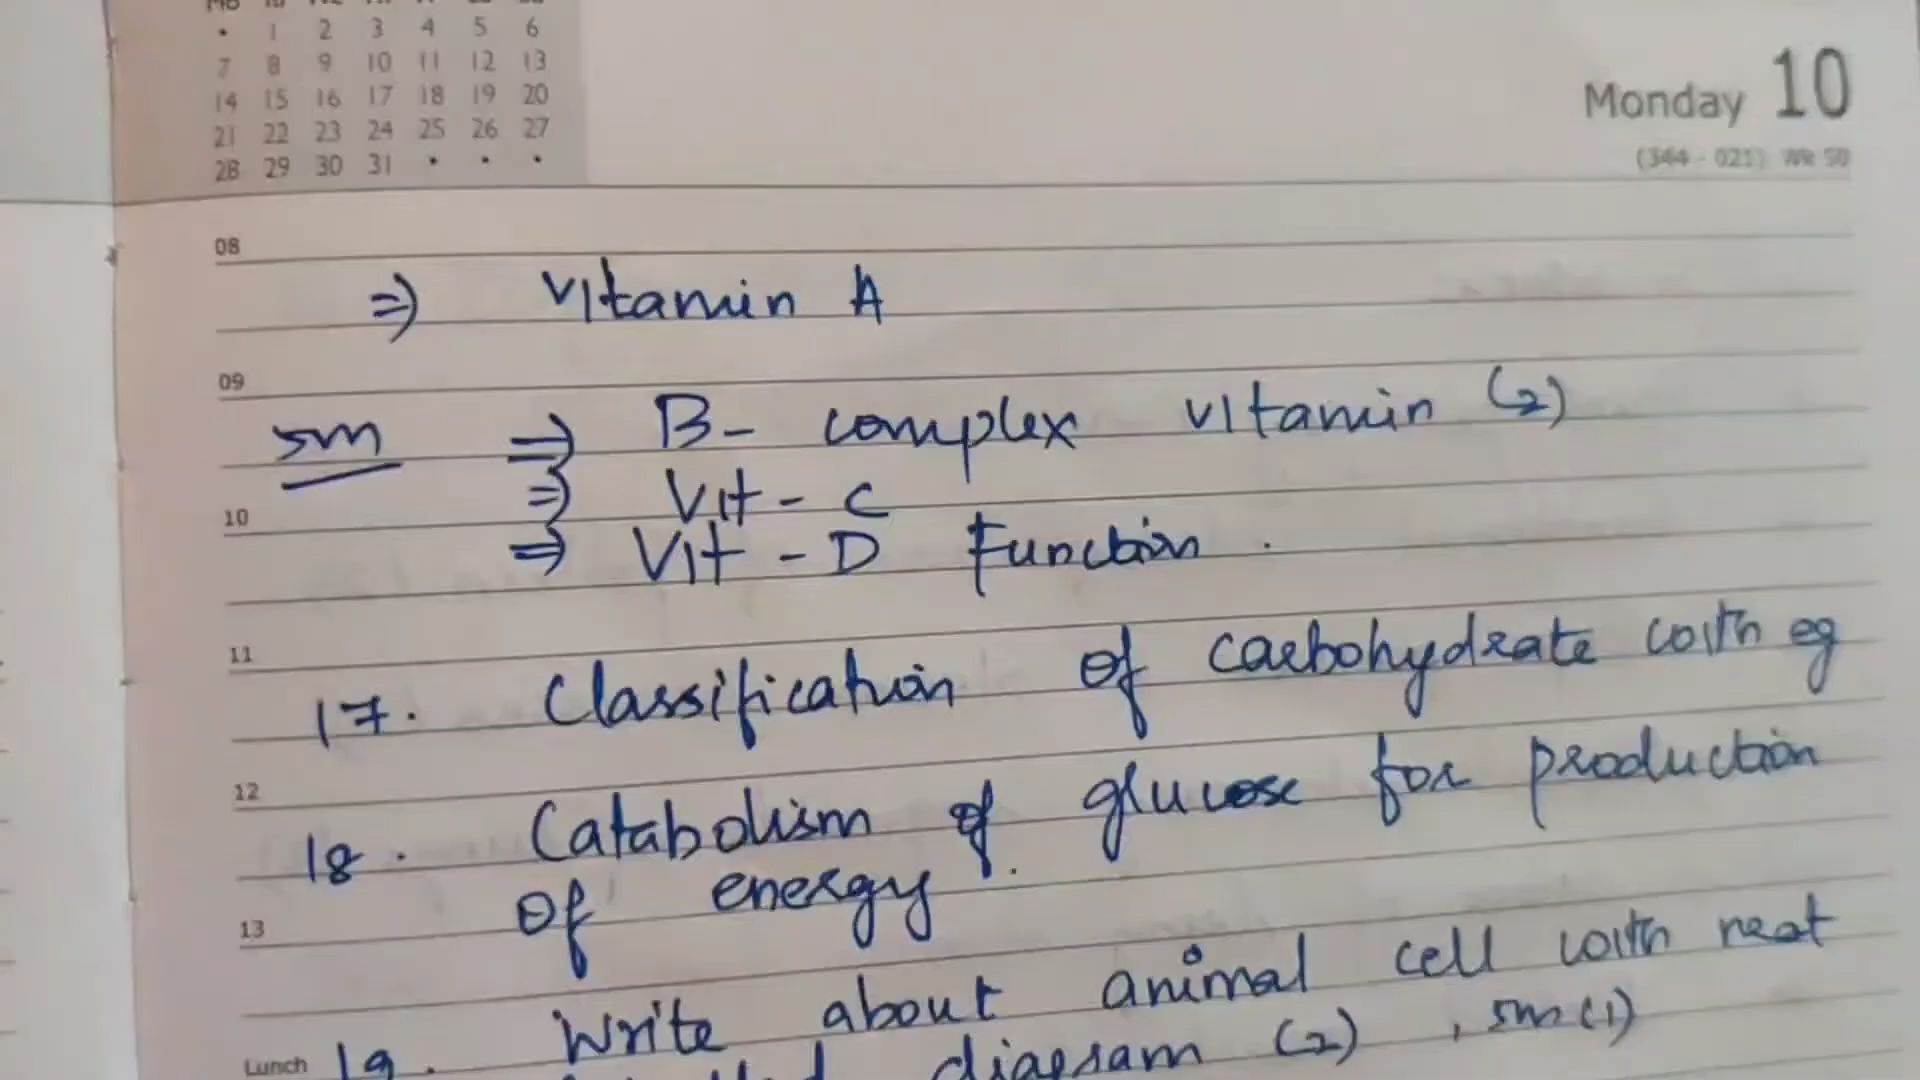 • 1 2 3 4 5 6
7 8 9 10 11 12 13
14 15 16 17 18 19 20
21 22 23 24 25 26 27
28 29 30 31 • • •
Monday 10
(344 - 021) Wk 50
08
⇒ Vitamin A
09
5m ⇒ B- complex vitamin (2)
⇒ Vit - C
10
⇒ Vit - D Function .
11
17. Classification of carbohydrate with eg
12
18. Catabolism of glucose for production
of energy.
13
19. Write about animal cell with neat
diagram (2) , 5m (1)
Lunch